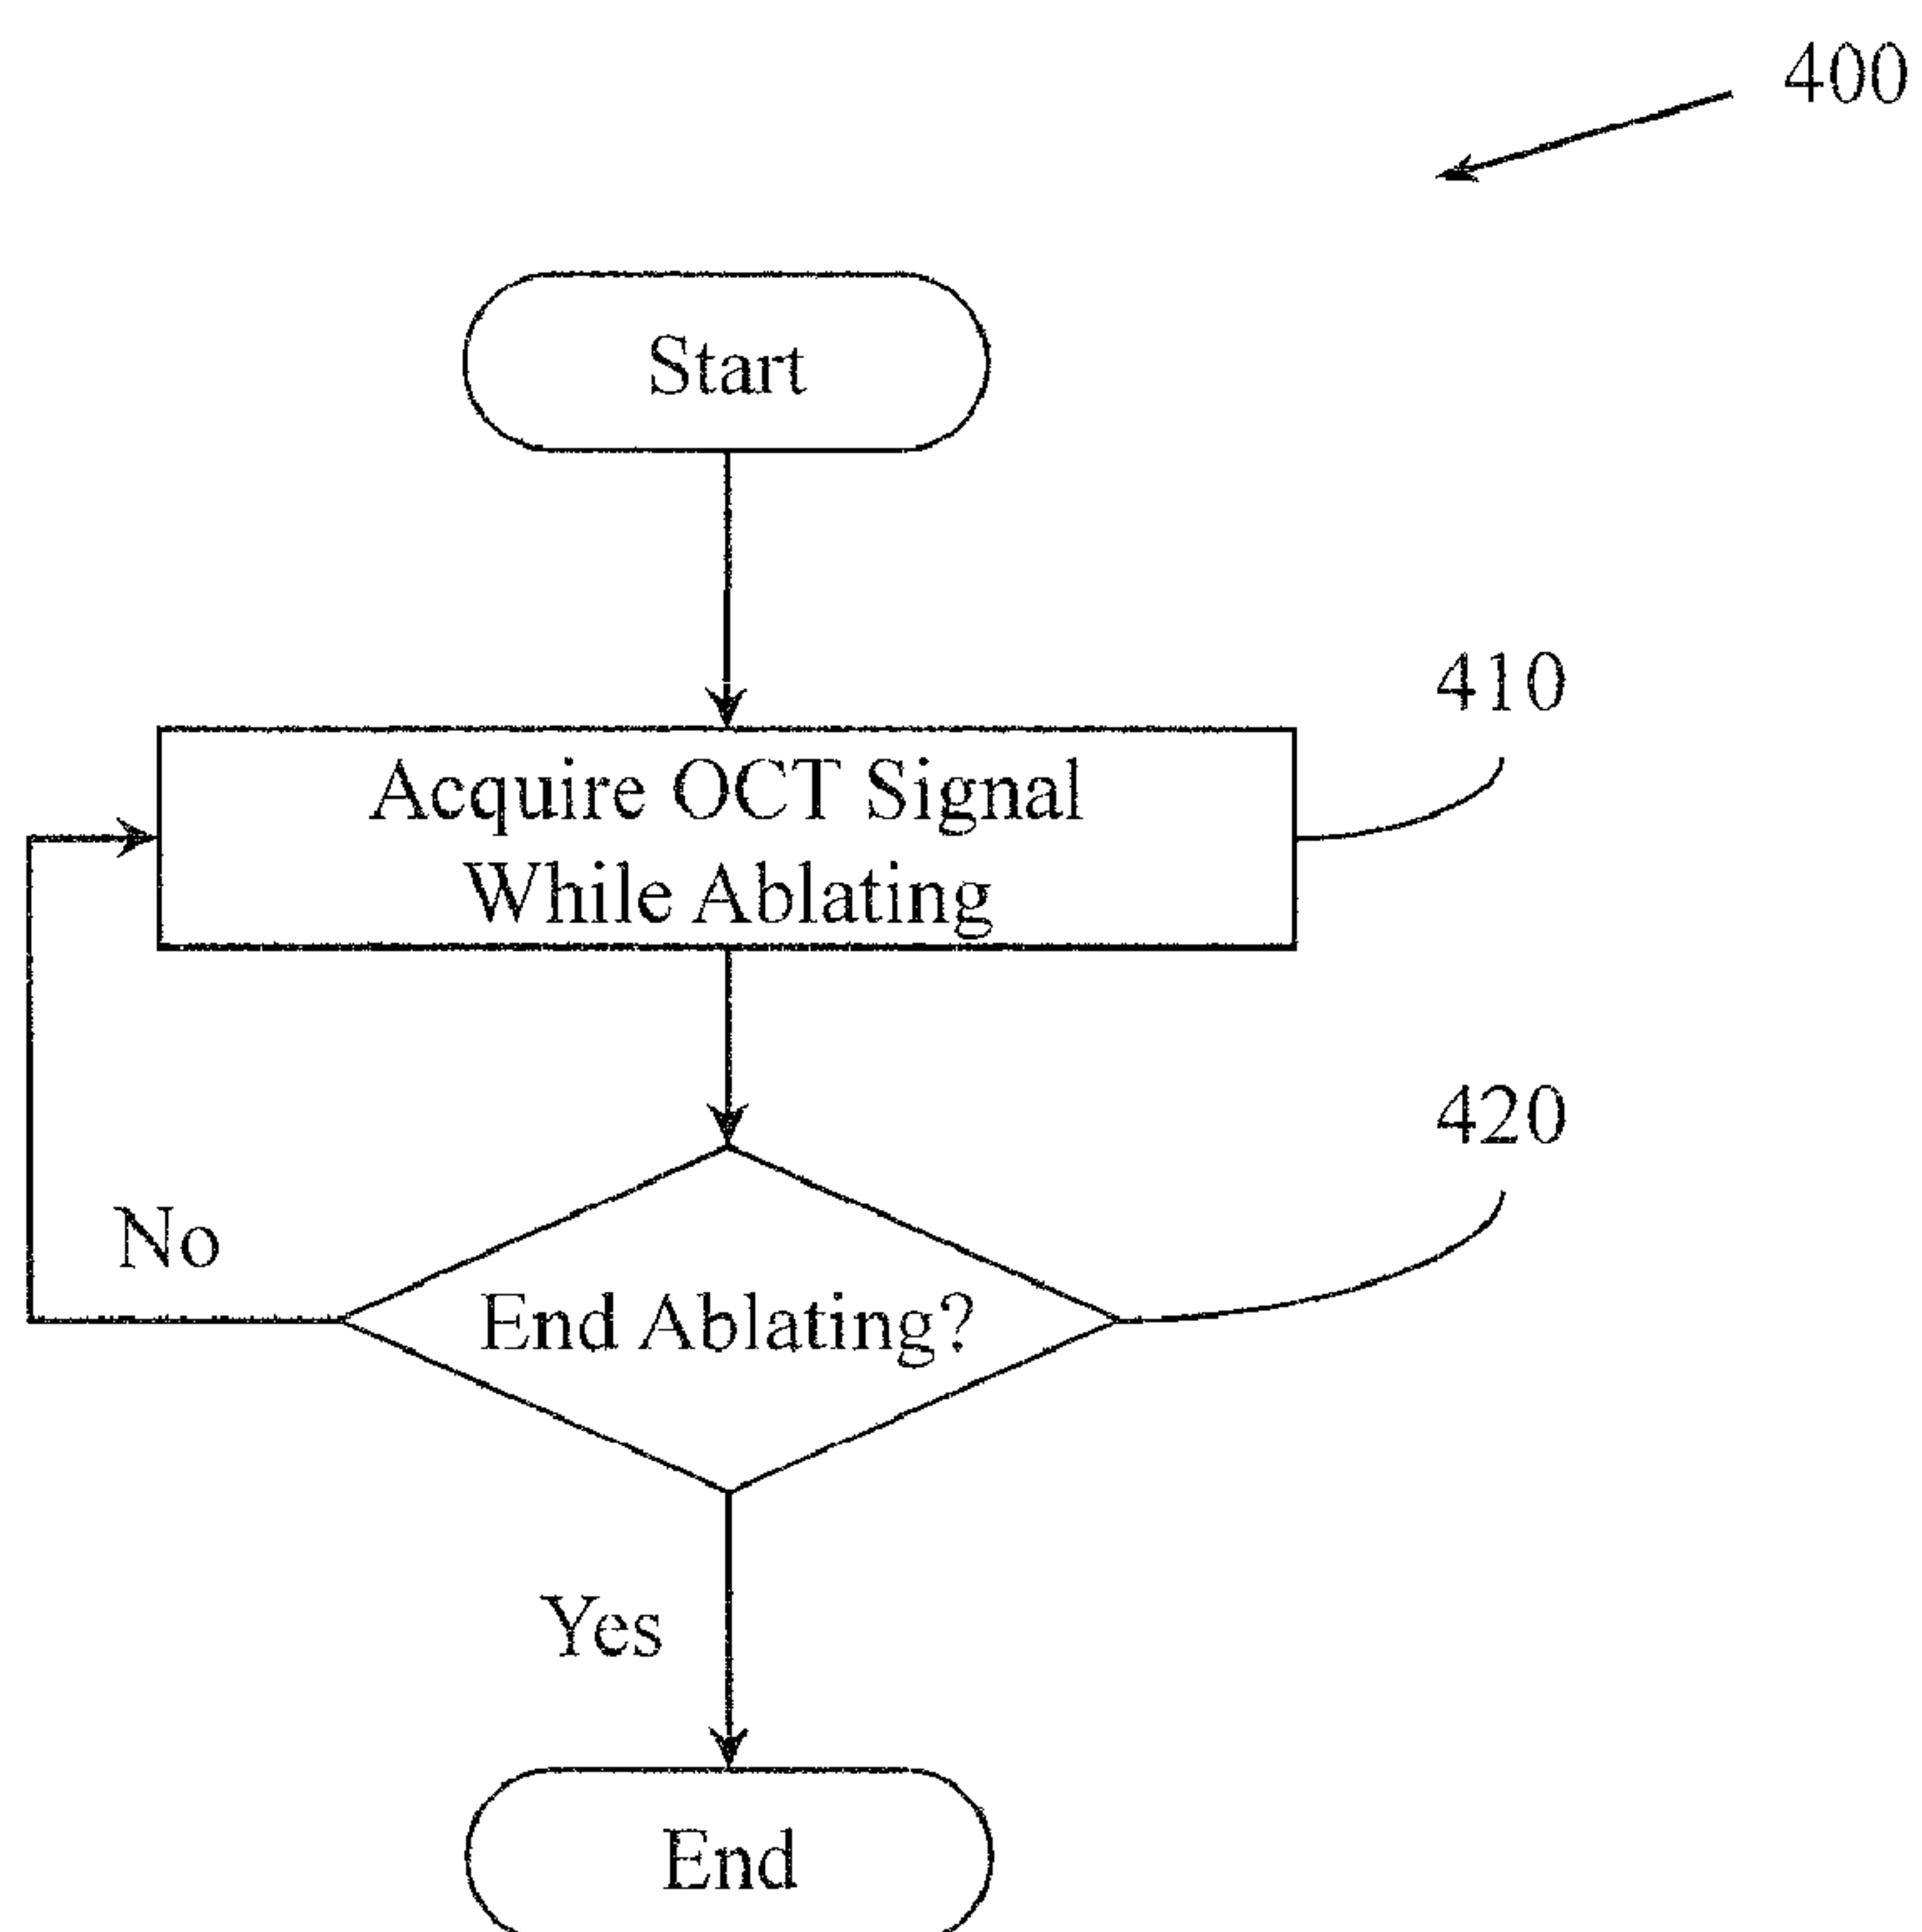 400
Start
410
Acquire OCT Signal
While Ablating
420
No
End Ablating?
Yes
End